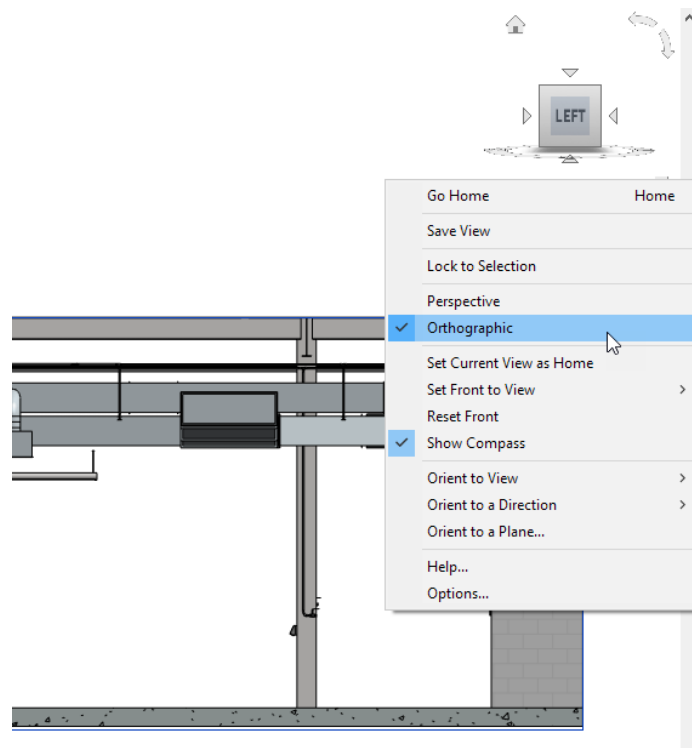 LEFT
Go Home Home
Save View
Lock to Selection
Perspective
Orthographic
Set Current View as Home
Set Front to View
Reset Front
Show Compass
Orient to View
Orient to a Direction
Orient to a Plane...
Help...
Options...